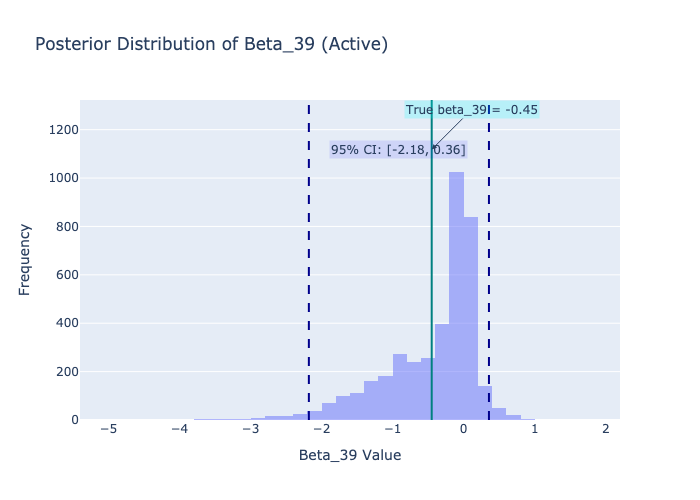 Posterior Distribution of Beta_39 (Active)
True beta_39 = -0.45
95% CI: [-2.18, 0.36]
1200
1000
800
600
400
200
0
Frequency
−5 −4 −3 −2 −1 0 1 2
Beta_39 Value